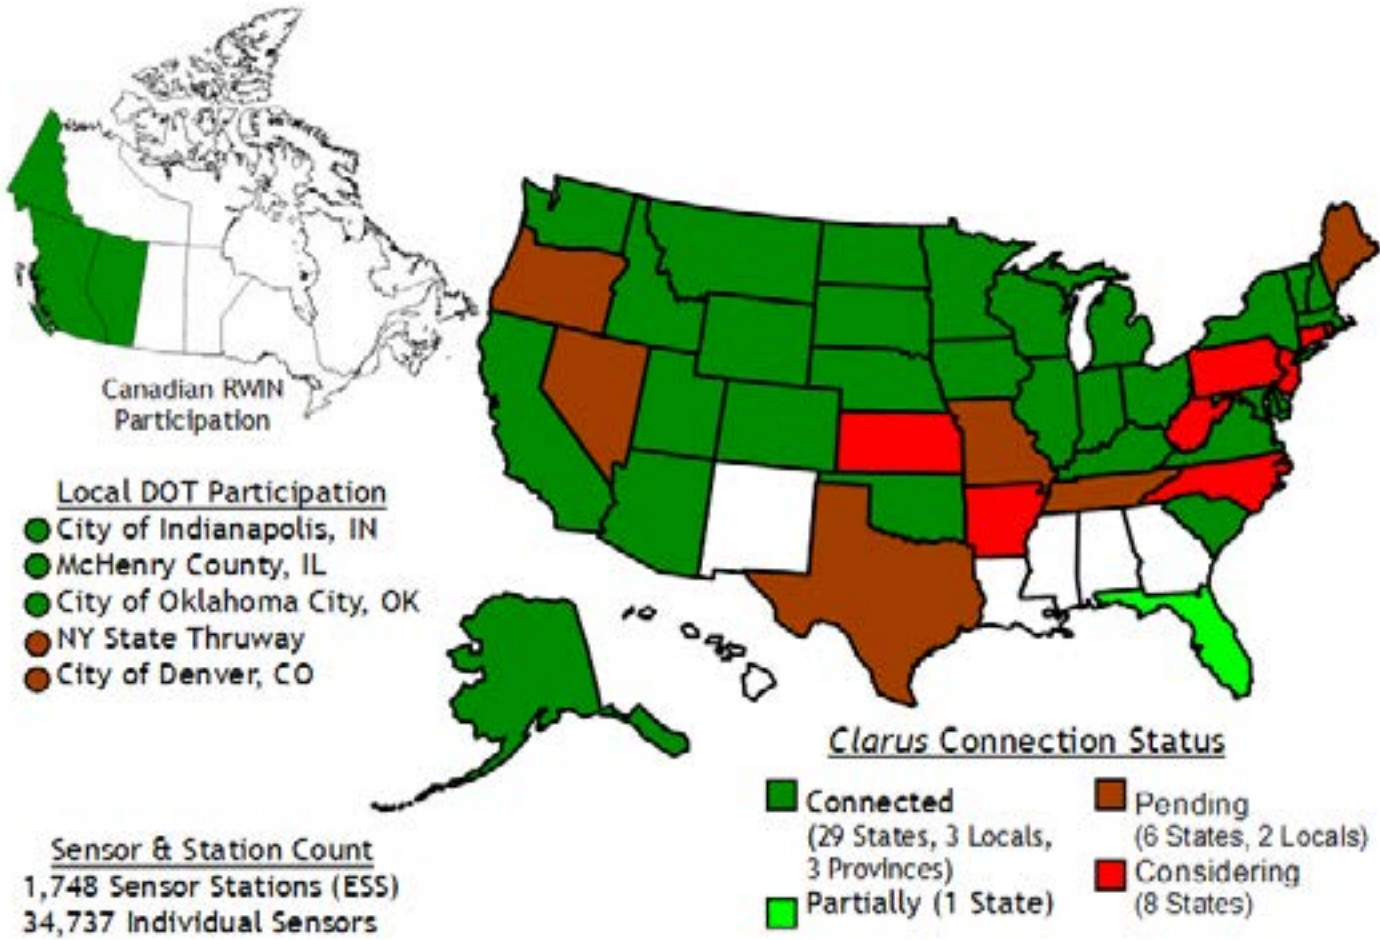 Canadian RWIN
Participation
Local DOT Participation
City of Indianapolis, IN
McHenry County, IL
City of Oklahoma City, OK
NY State Thruway
City of Denver, CO
Sensor & Station Count
1,748 Sensor Stations (ESS)
34,737 Individual Sensors
Clarus Connection Status
Connected
(29 States, 3 Locals,
3 Provinces)
Partially (1 State)
Pending
(6 States, 2 Locals)
Considering
(8 States)